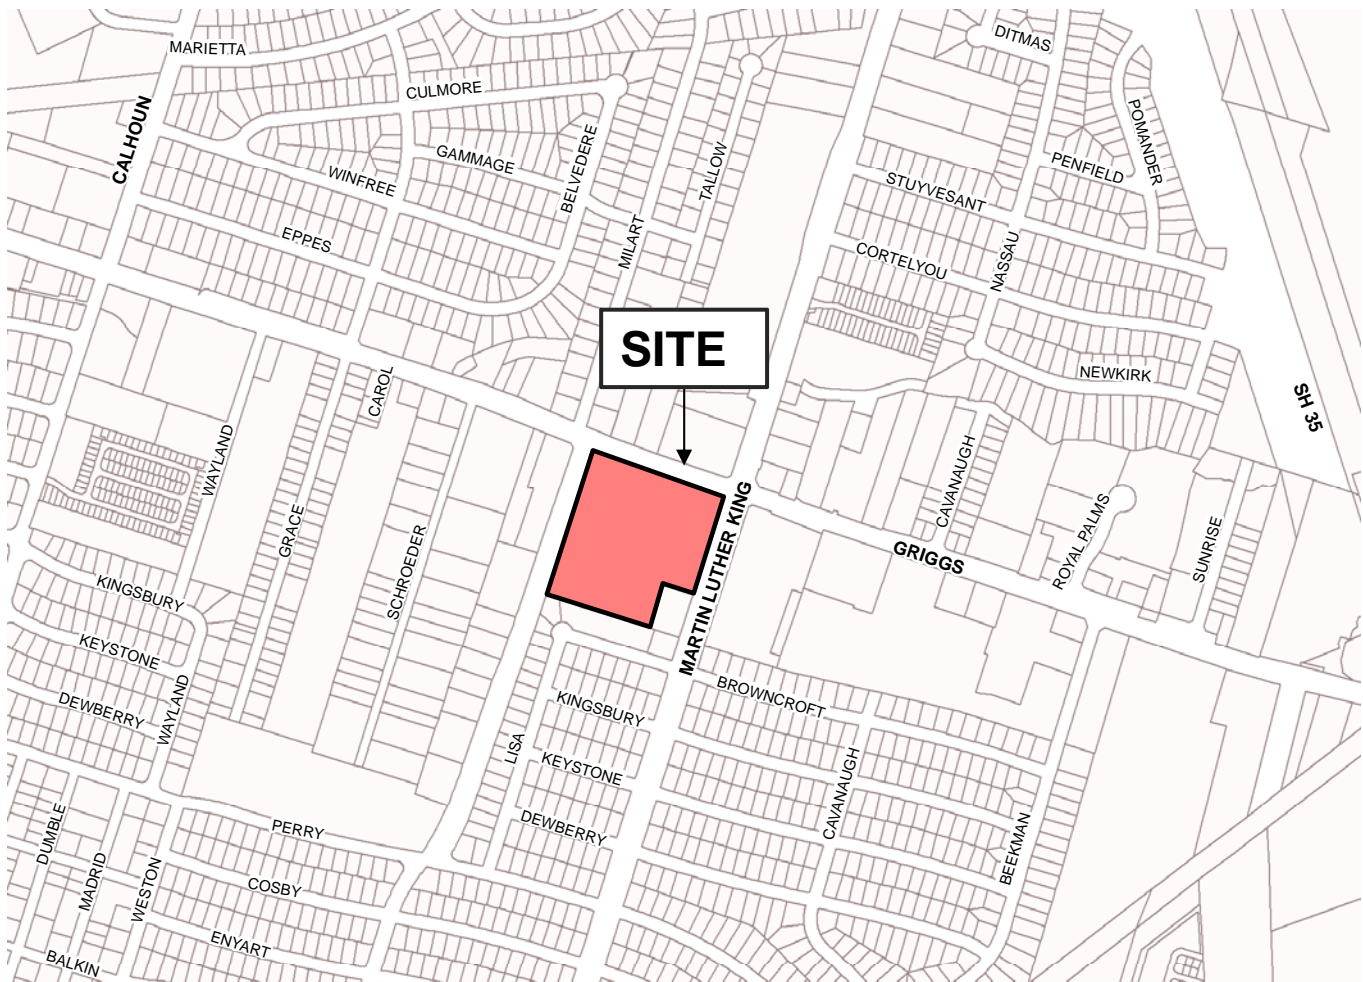 DITMAS
MARIETTA
CULMORE
CALHOUN
POMANDER
GAMMAGE
BELVEDERE
TALLOW
PENFIELD
WINFREE
STUYVESANT
EPPES
MILART
NASSAU
CORTELYOU
SITE
NEWKIRK
CAROL
SH 35
WAYLAND
CAVANAUGH
GRACE
SCHROEDER
MARTIN LUTHER KING
GRIGGS
ROYAL PALMS
SUNRISE
KINGSBURY
KEYSTONE
DEWBERRY
WAYLAND
BROWNCROFT
KINGSBURY
LISA
KEYSTONE
CAVANAUGH
DEWBERRY
PERRY
DUMBLE
BEEKMAN
MADRID
WESTON
COSBY
ENYART
BALKIN